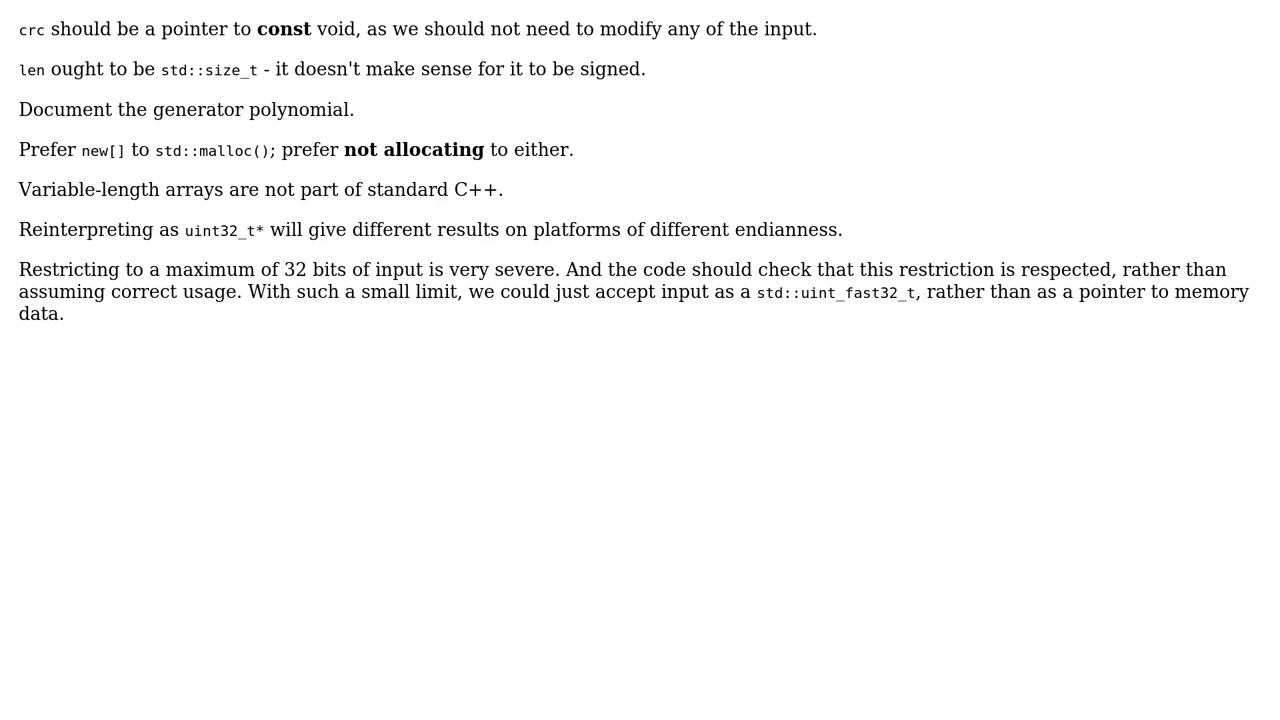 crc should be a pointer to const void, as we should not need to modify any of the input.
len ought to be std::size_t - it doesn't make sense for it to be signed.
Document the generator polynomial.
Prefer new[] to std::malloc(); prefer not allocating to either.
Variable-length arrays are not part of standard C++.
Reinterpreting as uint32_t* will give different results on platforms of different endianness.
Restricting to a maximum of 32 bits of input is very severe. And the code should check that this restriction is respected, rather than
assuming correct usage. With such a small limit, we could just accept input as a std::uint_fast32_t, rather than as a pointer to memory
data.